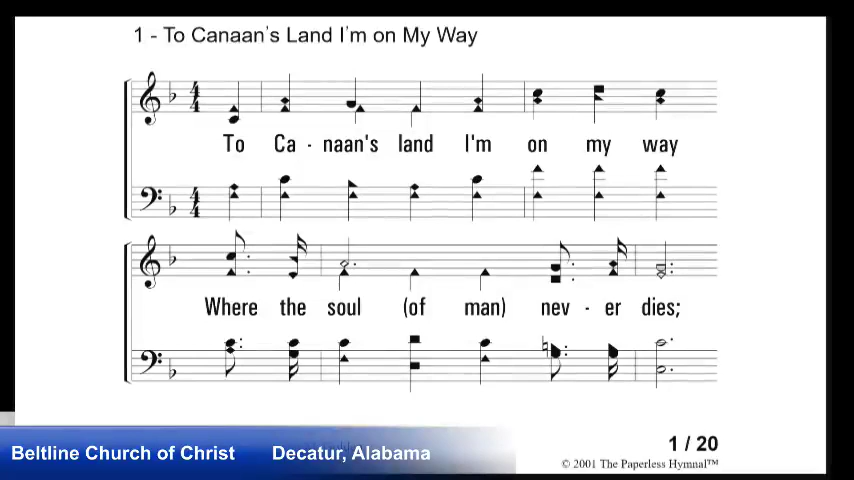 1 - To Canaan's Land I'm on My Way
To Ca - naan's land I'm on my way
Where the soul (of man) nev - er dies;
1 / 20
Beltline Church of Christ Decatur, Alabama
© 2001 The Paperless Hymnal™